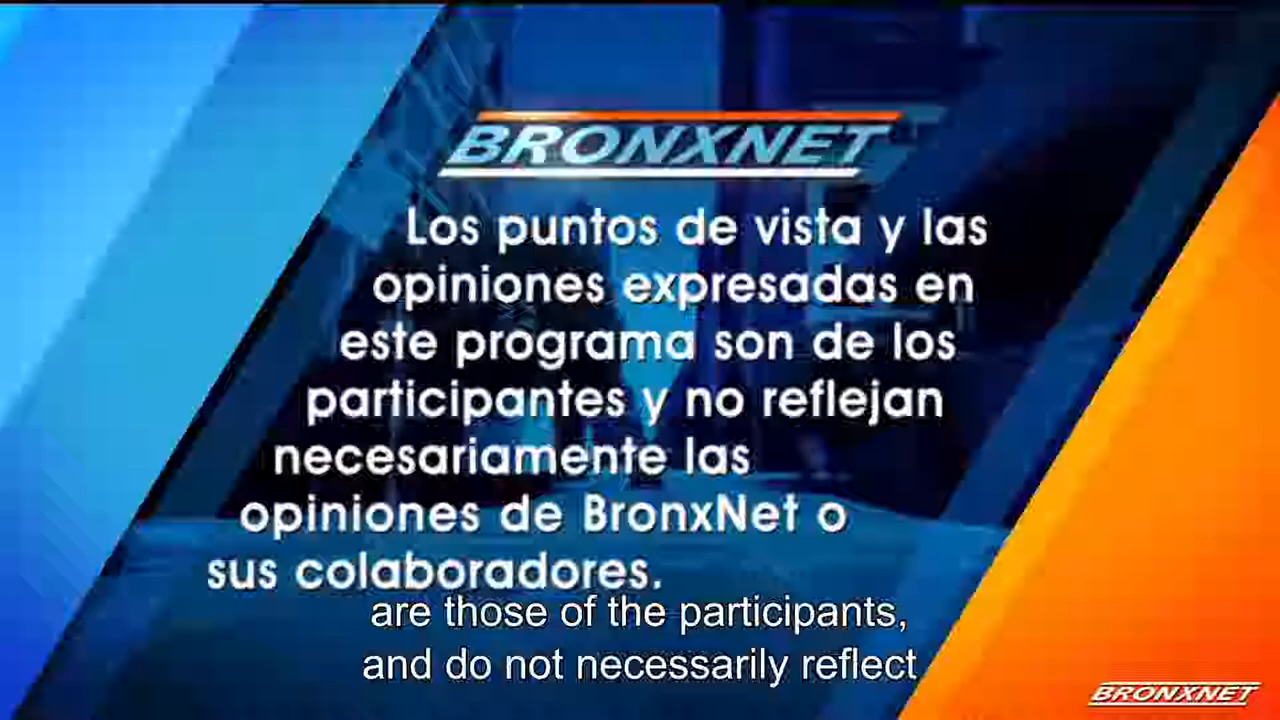 BRONXNET
Los puntos de vista y las
opiniones expresadas en
este programa son de los
participantes y no reflejan
necesariamente las
opiniones de BronxNet o
sus colaboradores.
are those of the participants,
and do not necessarily reflect
BRONXNET